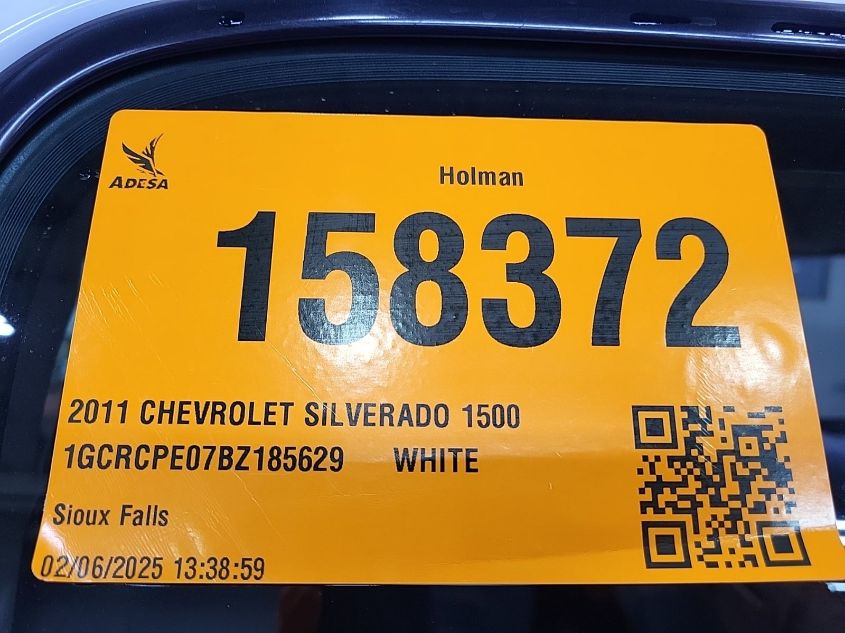 ADESA
Holman
158372
2011 CHEVROLET SILVERADO 1500
1GCRCPE07BZ185629 WHITE
Sioux Falls
02/06/2025 13:38:59